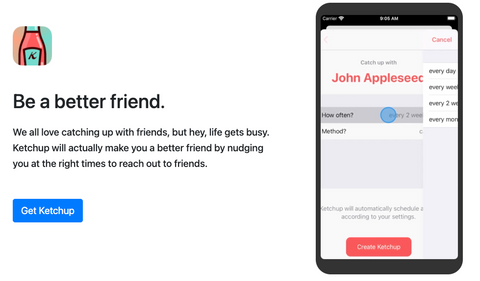 K
Be a better friend.
We all love catching up with friends, but hey, life gets busy.
Ketchup will actually make you a better friend by nudging
you at the right times to reach out to friends.
Get Ketchup
Carrier
9:05 AM
Cancel
Catch up with
John Appleseed
every day
How often?
every 2 wee
Method?
every 2 we
every mon
Ketchup will automatically schedule a
according to your settings.
Create Ketchup